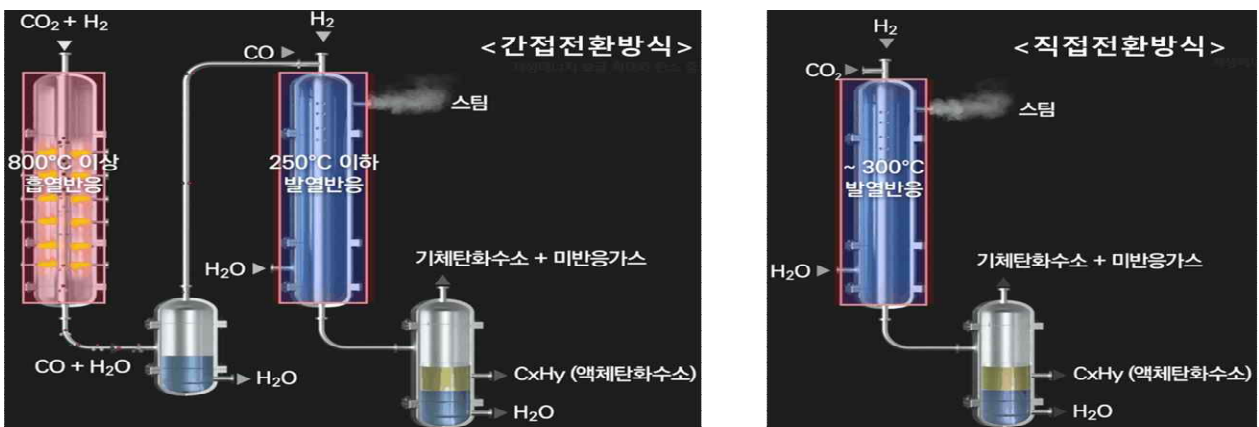 CO₂ + H₂
H₂
CO
<간접전환방식>
스팀
800°C 이상
흡열반응
250°C 이하
발열반응
H₂O
기체탄화수소 + 미반응가스
CO + H₂O
H₂O
CxHy (액체탄화수소)
H₂O
H₂
<직접전환방식>
CO₂
스팀
~ 300°C
발열반응
H₂O
기체탄화수소 + 미반응가스
CxHy (액체탄화수소)
H₂O